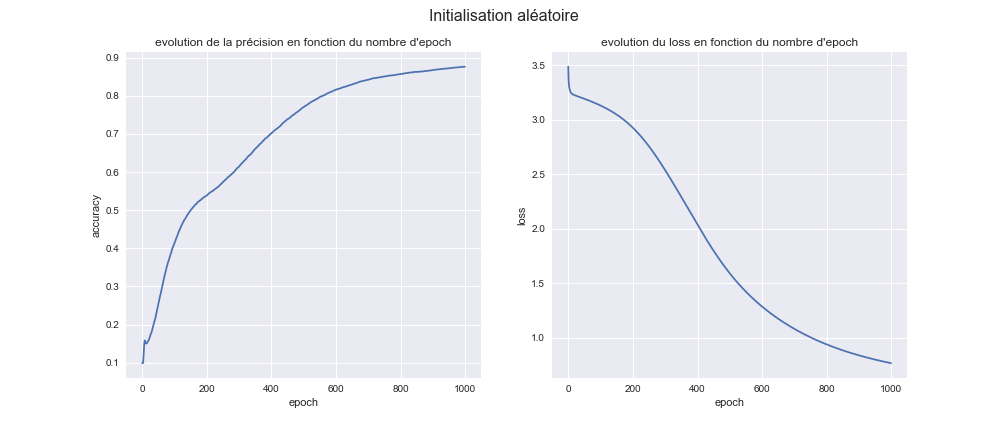 Initialisation aléatoire
evolution de la précision en fonction du nombre d'epoch
0.9
0.8
0.7
0.6
0.5
0.4
0.3
0.2
0.1
accuracy
0 200 400 600 800 1000
epoch
evolution du loss en fonction du nombre d'epoch
3.5
3.0
2.5
2.0
1.5
1.0
loss
0 200 400 600 800 1000
epoch